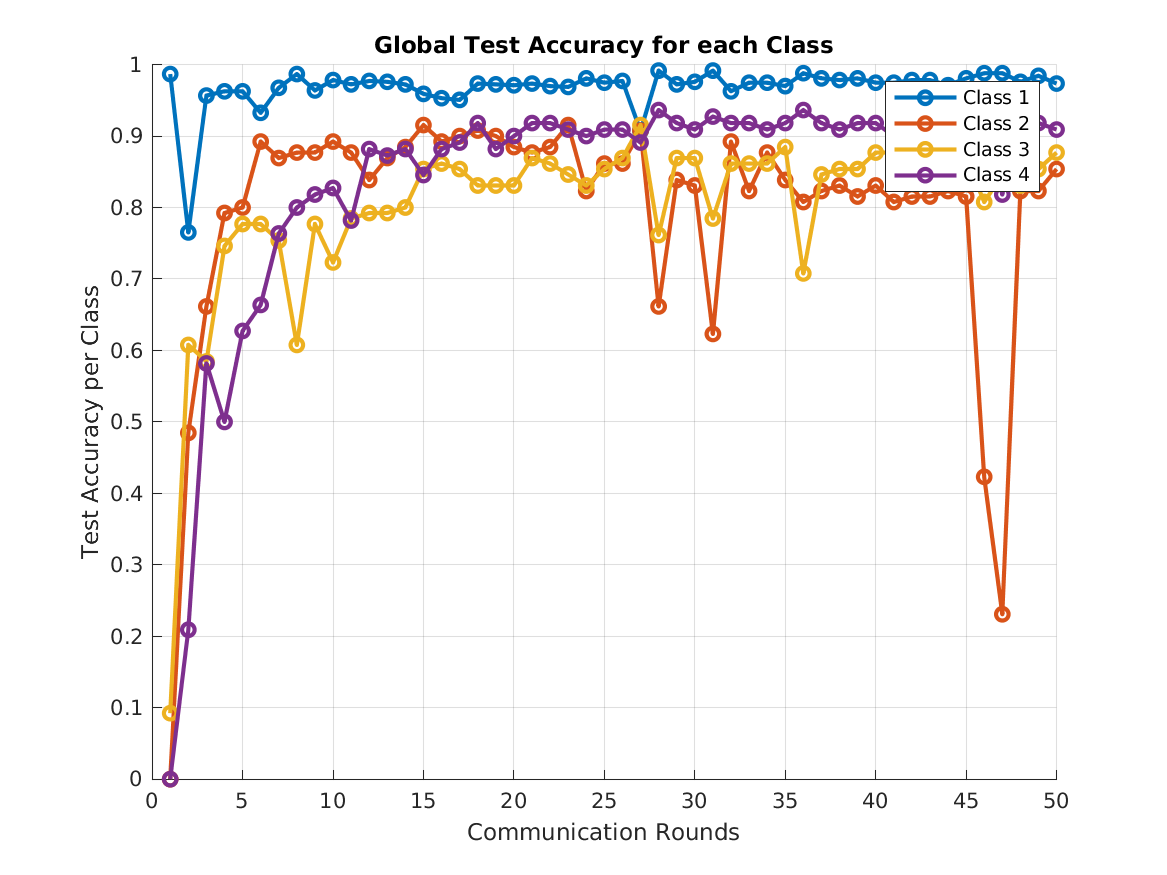 Global Test Accuracy for each Class
Test Accuracy per Class
1
0.9
0.8
0.7
0.6
0.5
0.4
0.3
0.2
0.1
0
Class 1
Class 2
Class 3
Class 4
0 5 10 15 20 25 30 35 40 45 50
Communication Rounds